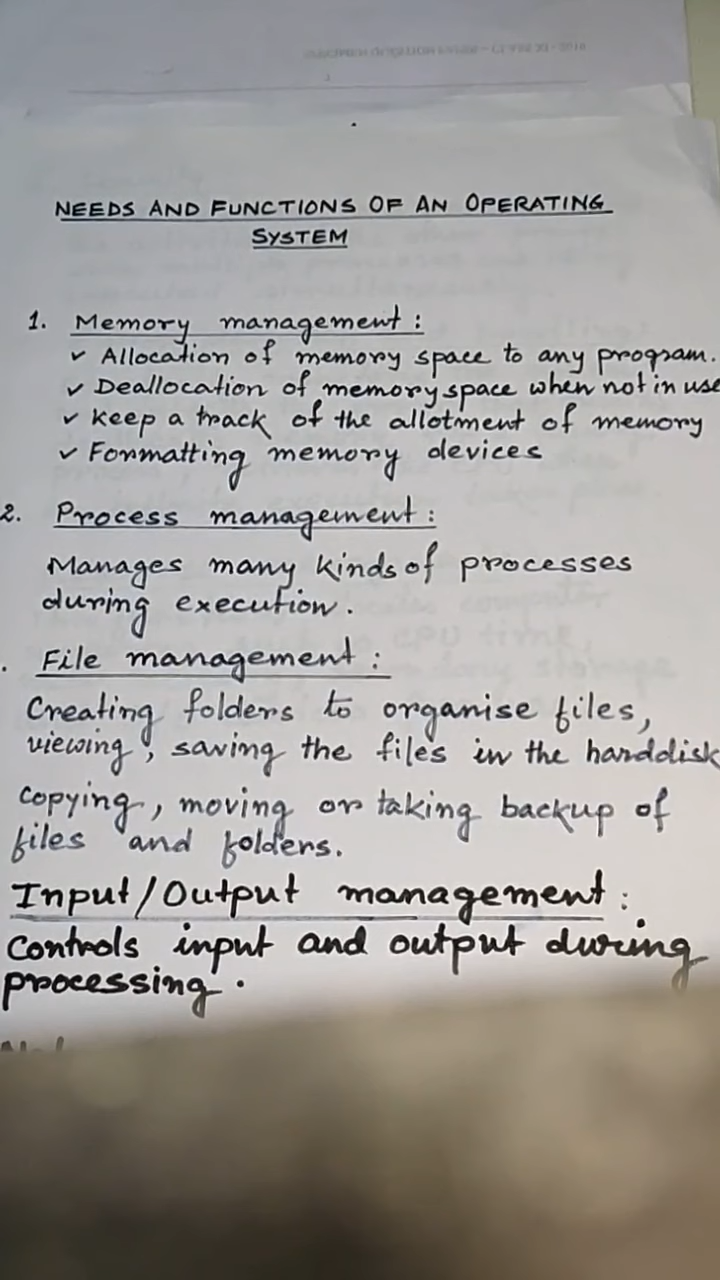 NEEDS AND FUNCTIONS OF AN OPERATING
SYSTEM
1. Memory management:
✓ Allocation of memory space to any program.
✓ Deallocation of memory space when not in use
✓ Keep a track of the allotment of memory
✓ Formatting memory devices
2. Process management:
Manages many kinds of processes
during execution.
. File management:
Creating folders to organise files,
viewing, saving the files in the harddisk
copying, moving or taking backup of
files and folders.
Input/Output management:
Controls input and output during
processing.